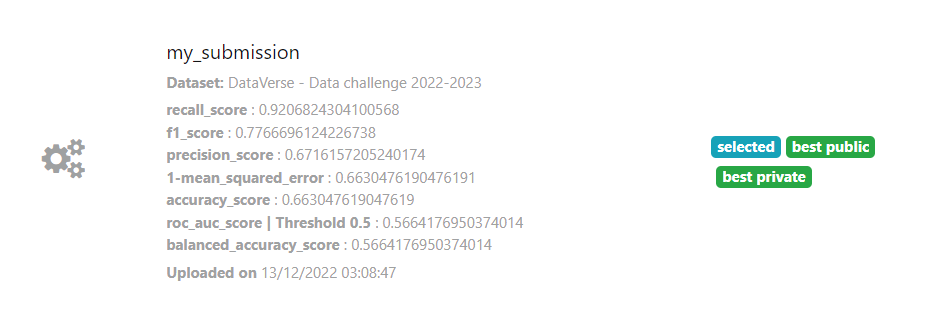 my_submission
Dataset: DataVerse - Data challenge 2022-2023
recall_score : 0.9206824304100568
f1_score : 0.7766696124226738
precision_score : 0.6716157205240174
1-mean_squared_error : 0.6630476190476191
accuracy_score : 0.663047619047619
roc_auc_score | Threshold 0.5 : 0.5664176950374014
balanced_accuracy_score : 0.5664176950374014
Uploaded on 13/12/2022 03:08:47
selected best public
best private